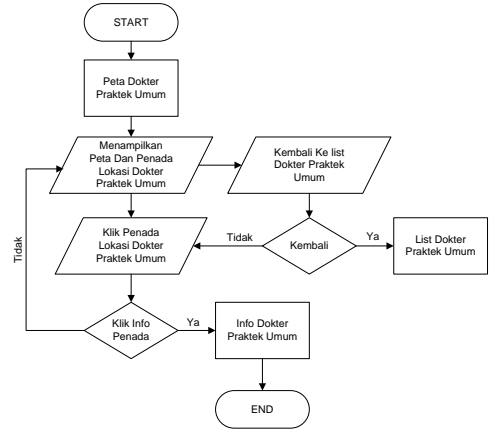 START
Peta Dokter
Praktek Umum
Menampilkan
Peta Dan Penada
Lokasi Dokter
Praktek Umum
Kembali Ke list
Dokter Praktek
Umum
Klik Penada
Lokasi Dokter
Praktek Umum
Tidak
Kembali
Ya
List Dokter
Praktek Umum
Tidak
Klik Info
Penada
Ya
Info Dokter
Praktek Umum
END